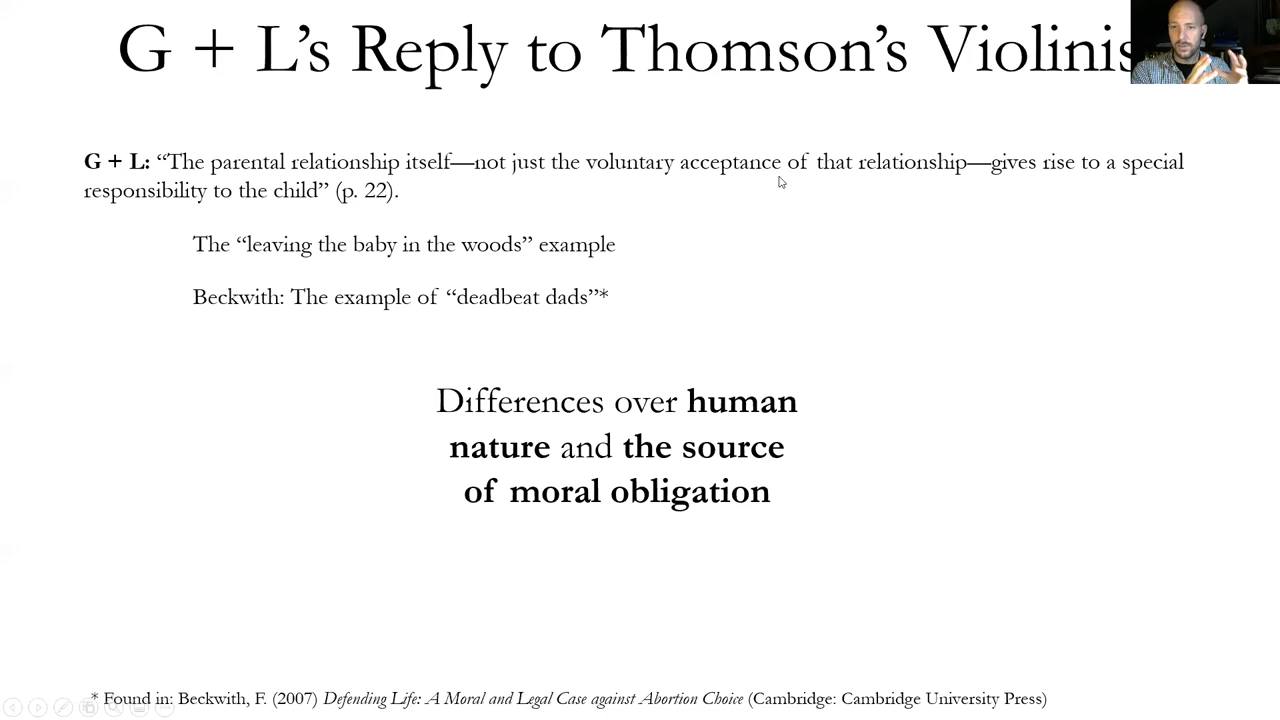 G + L’s Reply to Thomson’s Violinis
G + L: “The parental relationship itself—not just the voluntary acceptance of that relationship—gives rise to a special
responsibility to the child” (p. 22).
The “leaving the baby in the woods” example
Beckwith: The example of “deadbeat dads”*
Differences over human
nature and the source
of moral obligation
* Found in: Beckwith, F. (2007) Defending Life: A Moral and Legal Case against Abortion Choice (Cambridge: Cambridge University Press)